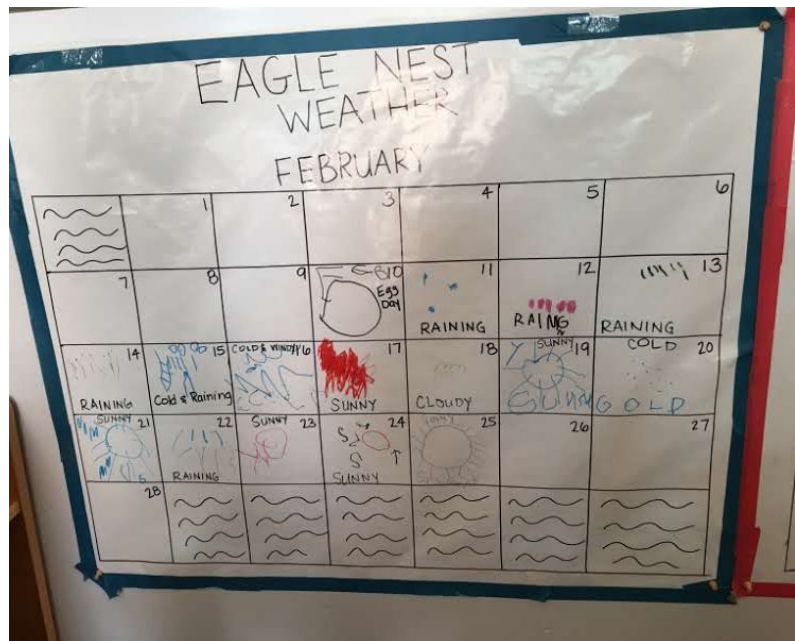 EAGLE NEST
WEATHER
FEBRUARY
1 2 3 4 5 6
7 8 9 10 11 12 13
EGG
DAY
RAINING RAING RAINING
14 15 16 17 18 19 20
COLD & WINDY SUNNY COLD
RAINING Cold & Raining SUNNY CLOUDY
21 22 23 24 25 26 27
SUNNY SUNNY
RAINING SUNNY
28